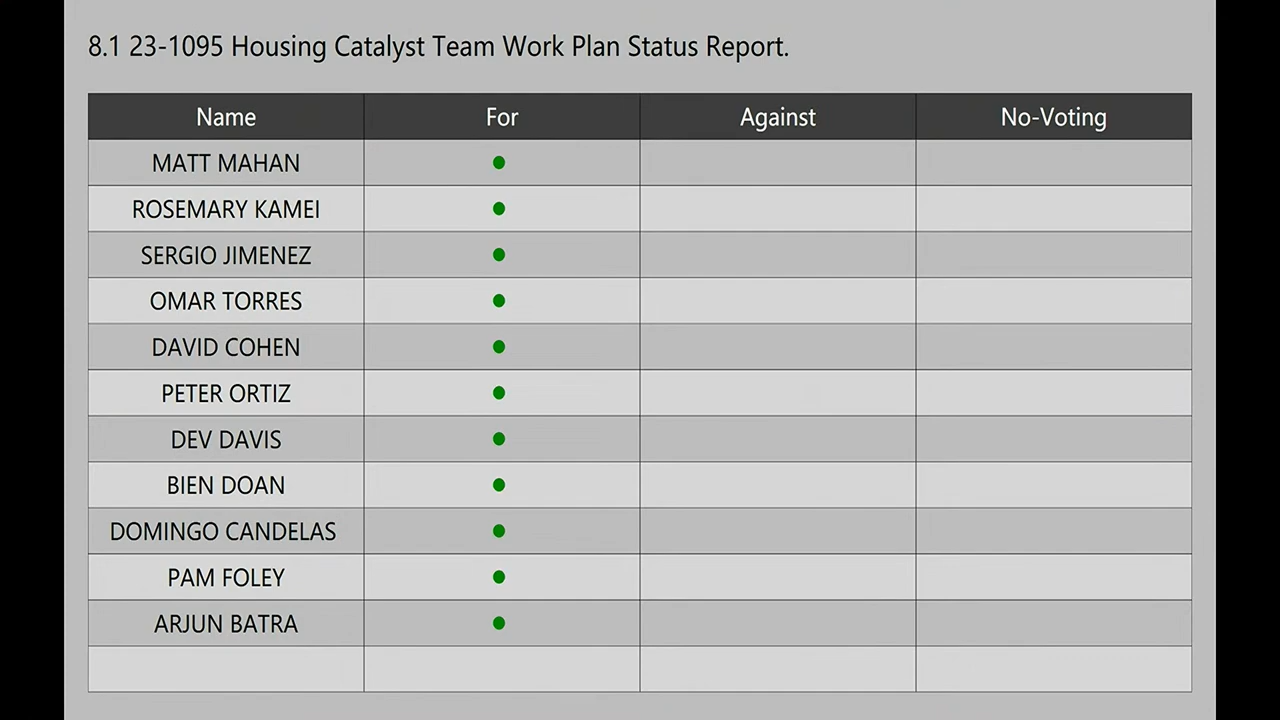 8.1 23-1095 Housing Catalyst Team Work Plan Status Report.
Name For Against No-Voting
MATT MAHAN
ROSEMARY KAMEI
SERGIO JIMENEZ
OMAR TORRES
DAVID COHEN
PETER ORTIZ
DEV DAVIS
BIEN DOAN
DOMINGO CANDELAS
PAM FOLEY
ARJUN BATRA